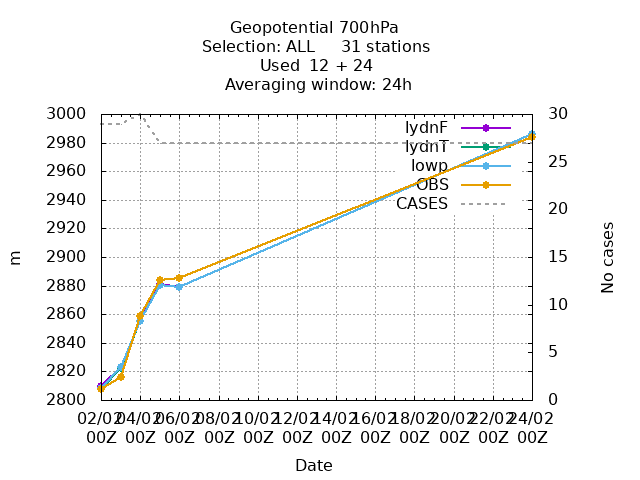 Geopotential 700hPa
Selection: ALL 31 stations
Used 12 + 24
Averaging window: 24h
3000
2980
2960
2940
2920
2900
2880
2860
2840
2820
2800
m
30
25
20
15
10
5
0
No cases
lydnF
lydnT
lowp
OBS
CASES
02/02 04/02 06/02 08/02 10/02 12/02 14/02 16/02 18/02 20/02 22/02 24/02
00Z 00Z 00Z 00Z 00Z 00Z 00Z 00Z 00Z 00Z 00Z 00Z
Date